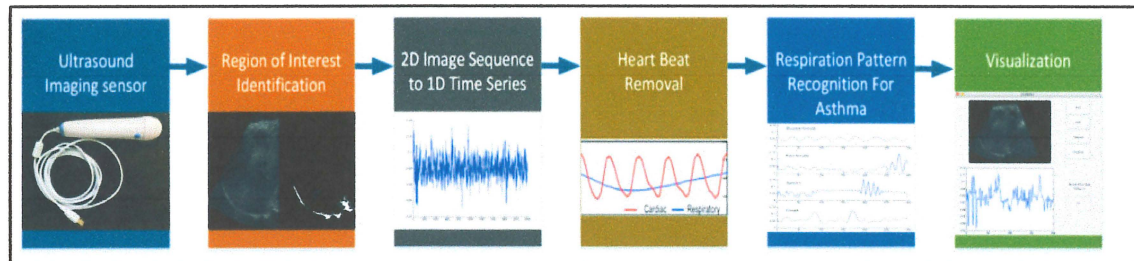 Ultrasound
Imaging sensor
Region of Interest
Identification
2D Image Sequence
to 1D Time Series
Heart Beat
Removal
Cardiac
Respiratory
Respiration Pattern
Recognition For
Asthma
Visualization